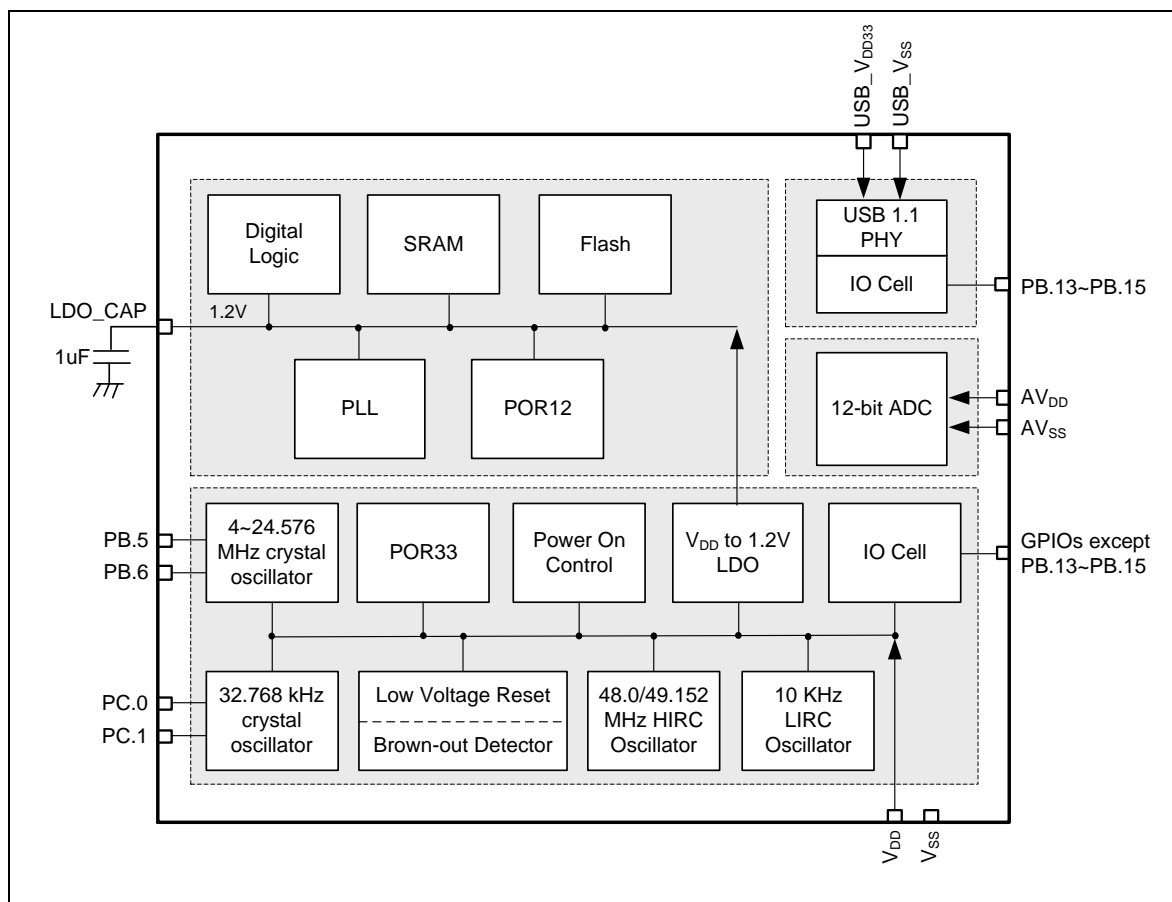 USB_VDD33
USB_VSS
Digital
Logic
SRAM
Flash
USB 1.1
PHY
IO Cell
PB.13~PB.15
LDO_CAP
1.2V
1uF
PLL
POR12
12-bit ADC
AVDD
AVSS
PB.5
PB.6
4~24.576
MHz crystal
oscillator
POR33
Power On
Control
VDD to 1.2V
LDO
IO Cell
GPIOs except
PB.13~PB.15
PC.0
PC.1
32.768 kHz
crystal
oscillator
Low Voltage Reset
Brown-out Detector
48.0/49.152
MHz HIRC
Oscillator
10 KHz
LIRC
Oscillator
VDD
VSS